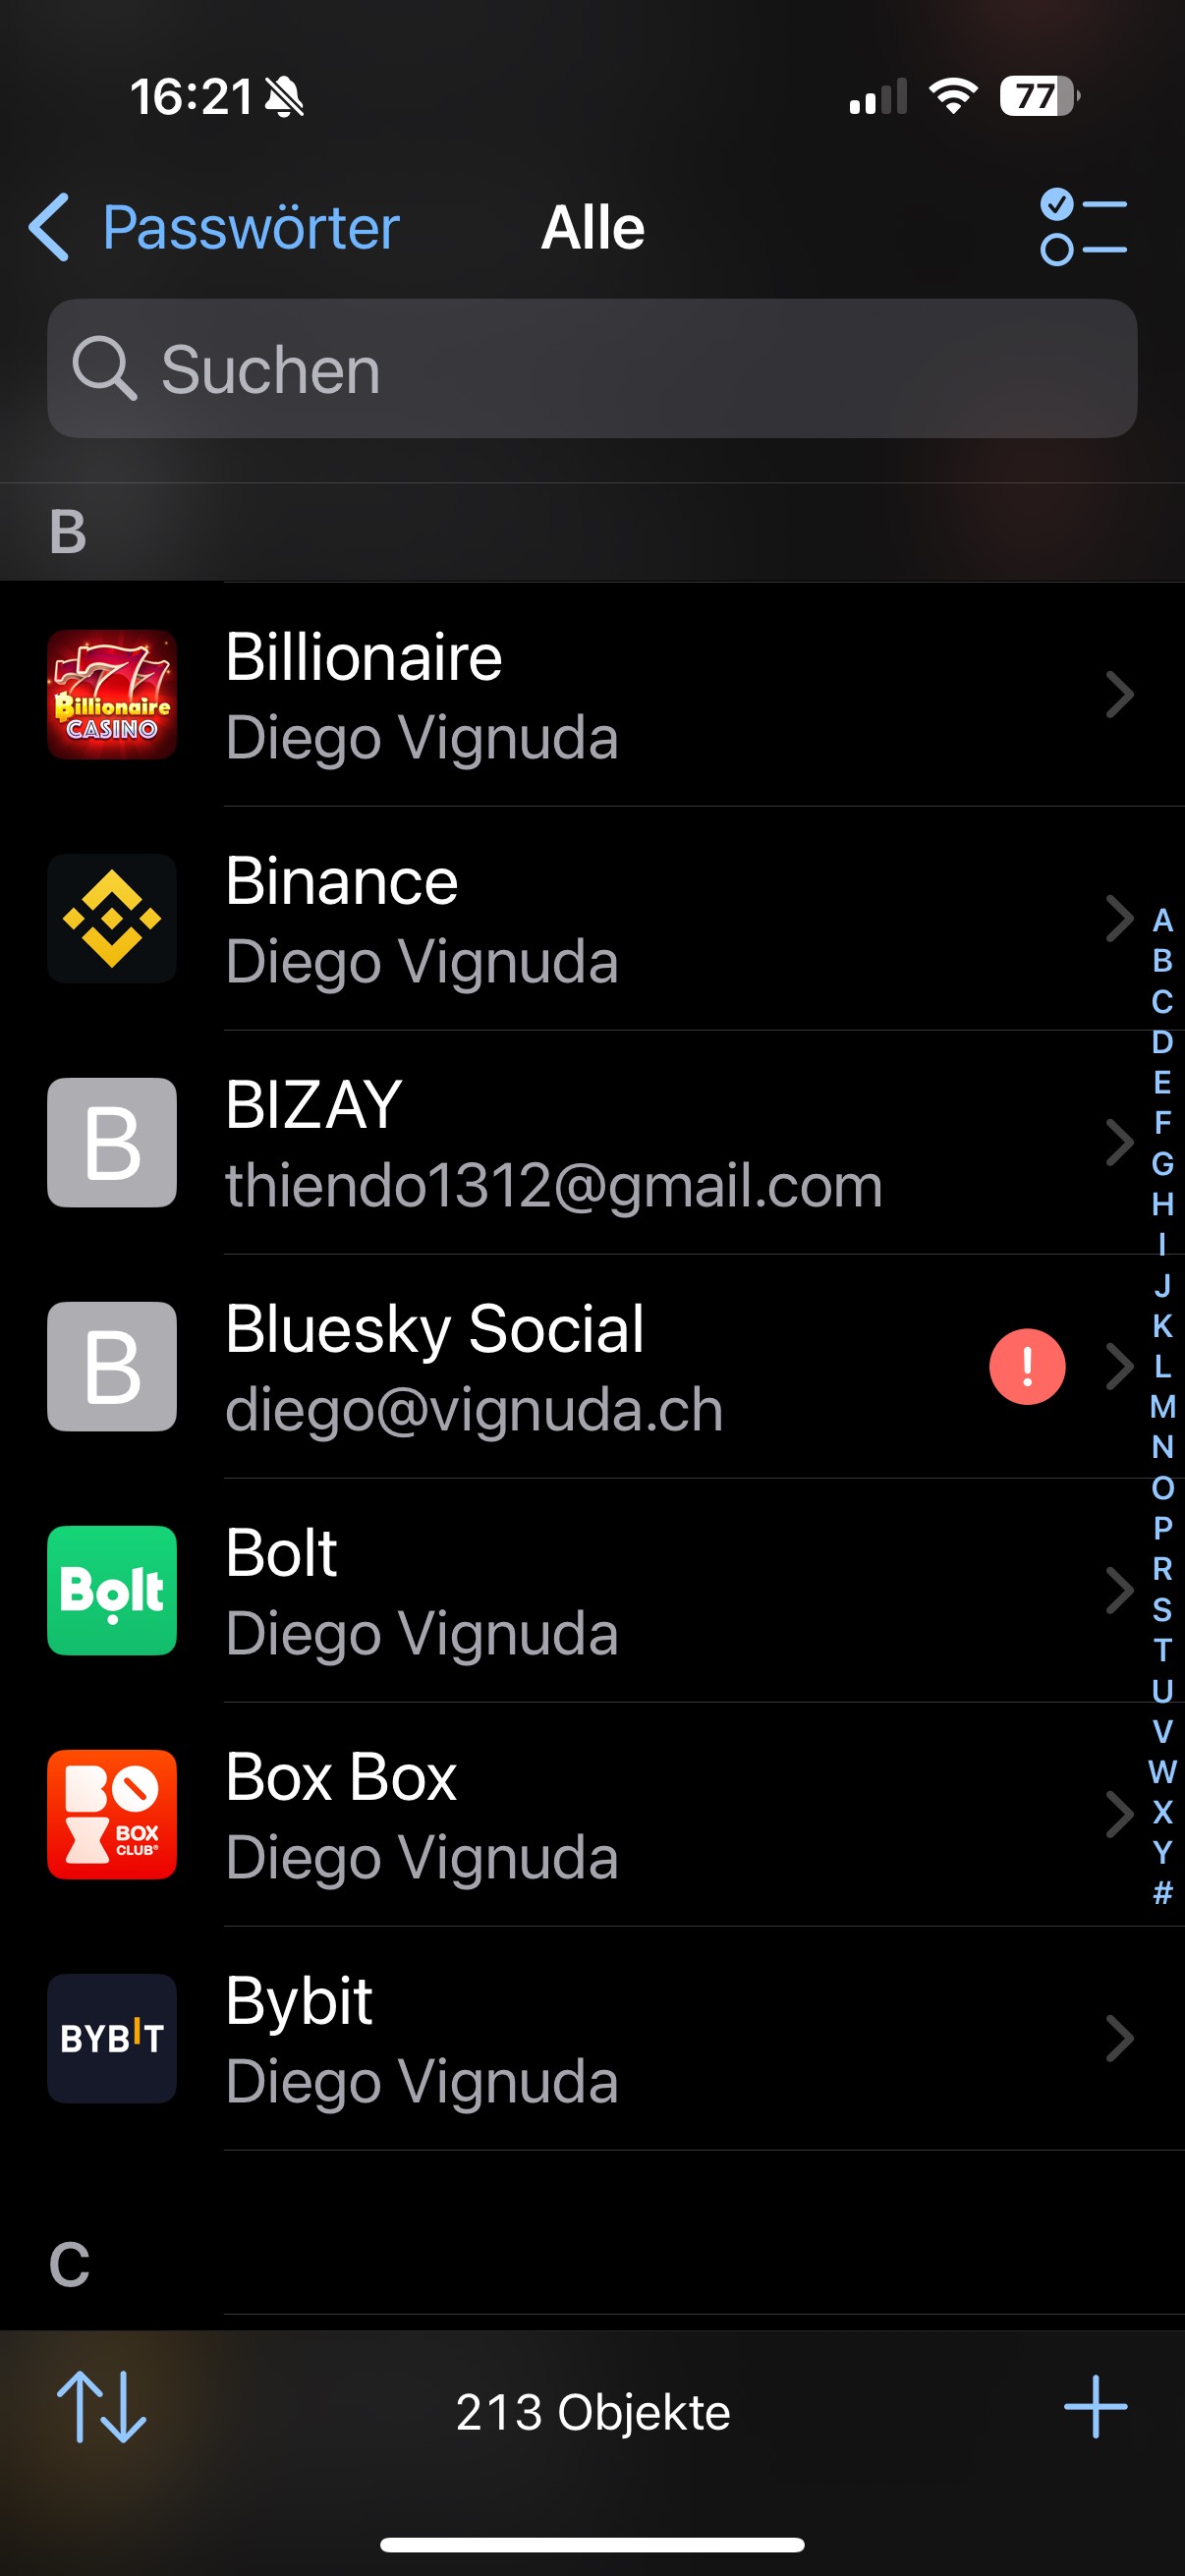 16:21
77
Passwörter
Alle
Suchen
B
777
Billionaire
CASINO
Billionaire
Diego Vignuda
Binance
Diego Vignuda
B
BIZAY
thiendo1312@gmail.com
B
Bluesky Social
!
diego@vignuda.ch
Bolt
Bolt
Diego Vignuda
BO
X BOX
CLUB®
Box Box
Diego Vignuda
BYBIT
Bybit
Diego Vignuda
A
B
C
D
E
F
G
H
I
J
K
L
M
N
O
P
R
S
T
U
V
W
X
Y
#
C
213 Objekte